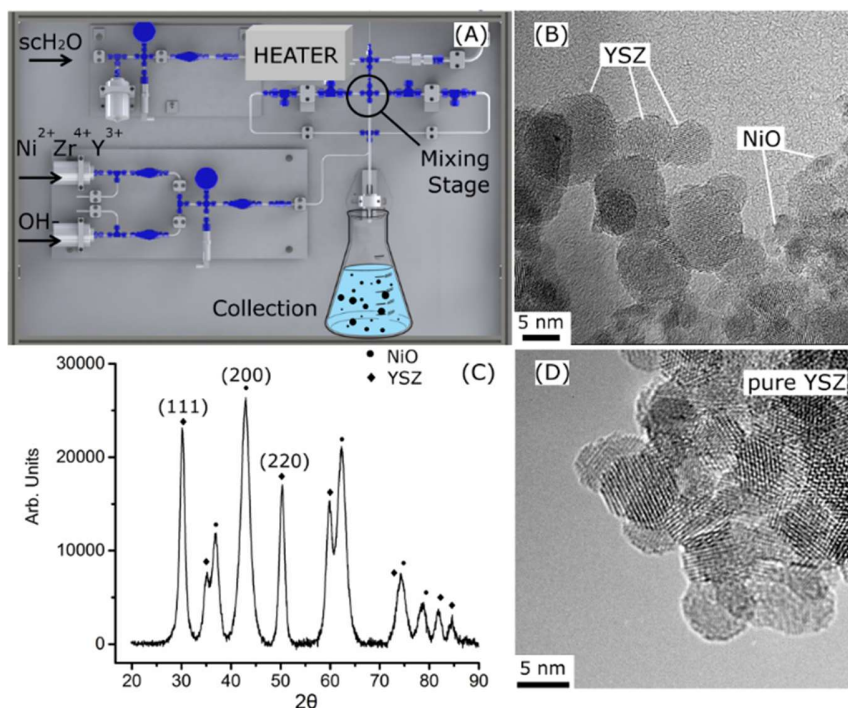 (A)
scH₂O
HEATER
Ni²⁺ Zr⁴⁺ Y³⁺
OH-
Mixing
Stage
Collection
(B)
YSZ
NiO
5 nm
(C)
● NiO
◆ YSZ
(111)
(200)
(220)
Arb. Units
30000
20000
10000
0
20 30 40 50 60 70 80 90
2θ
(D)
pure YSZ
5 nm